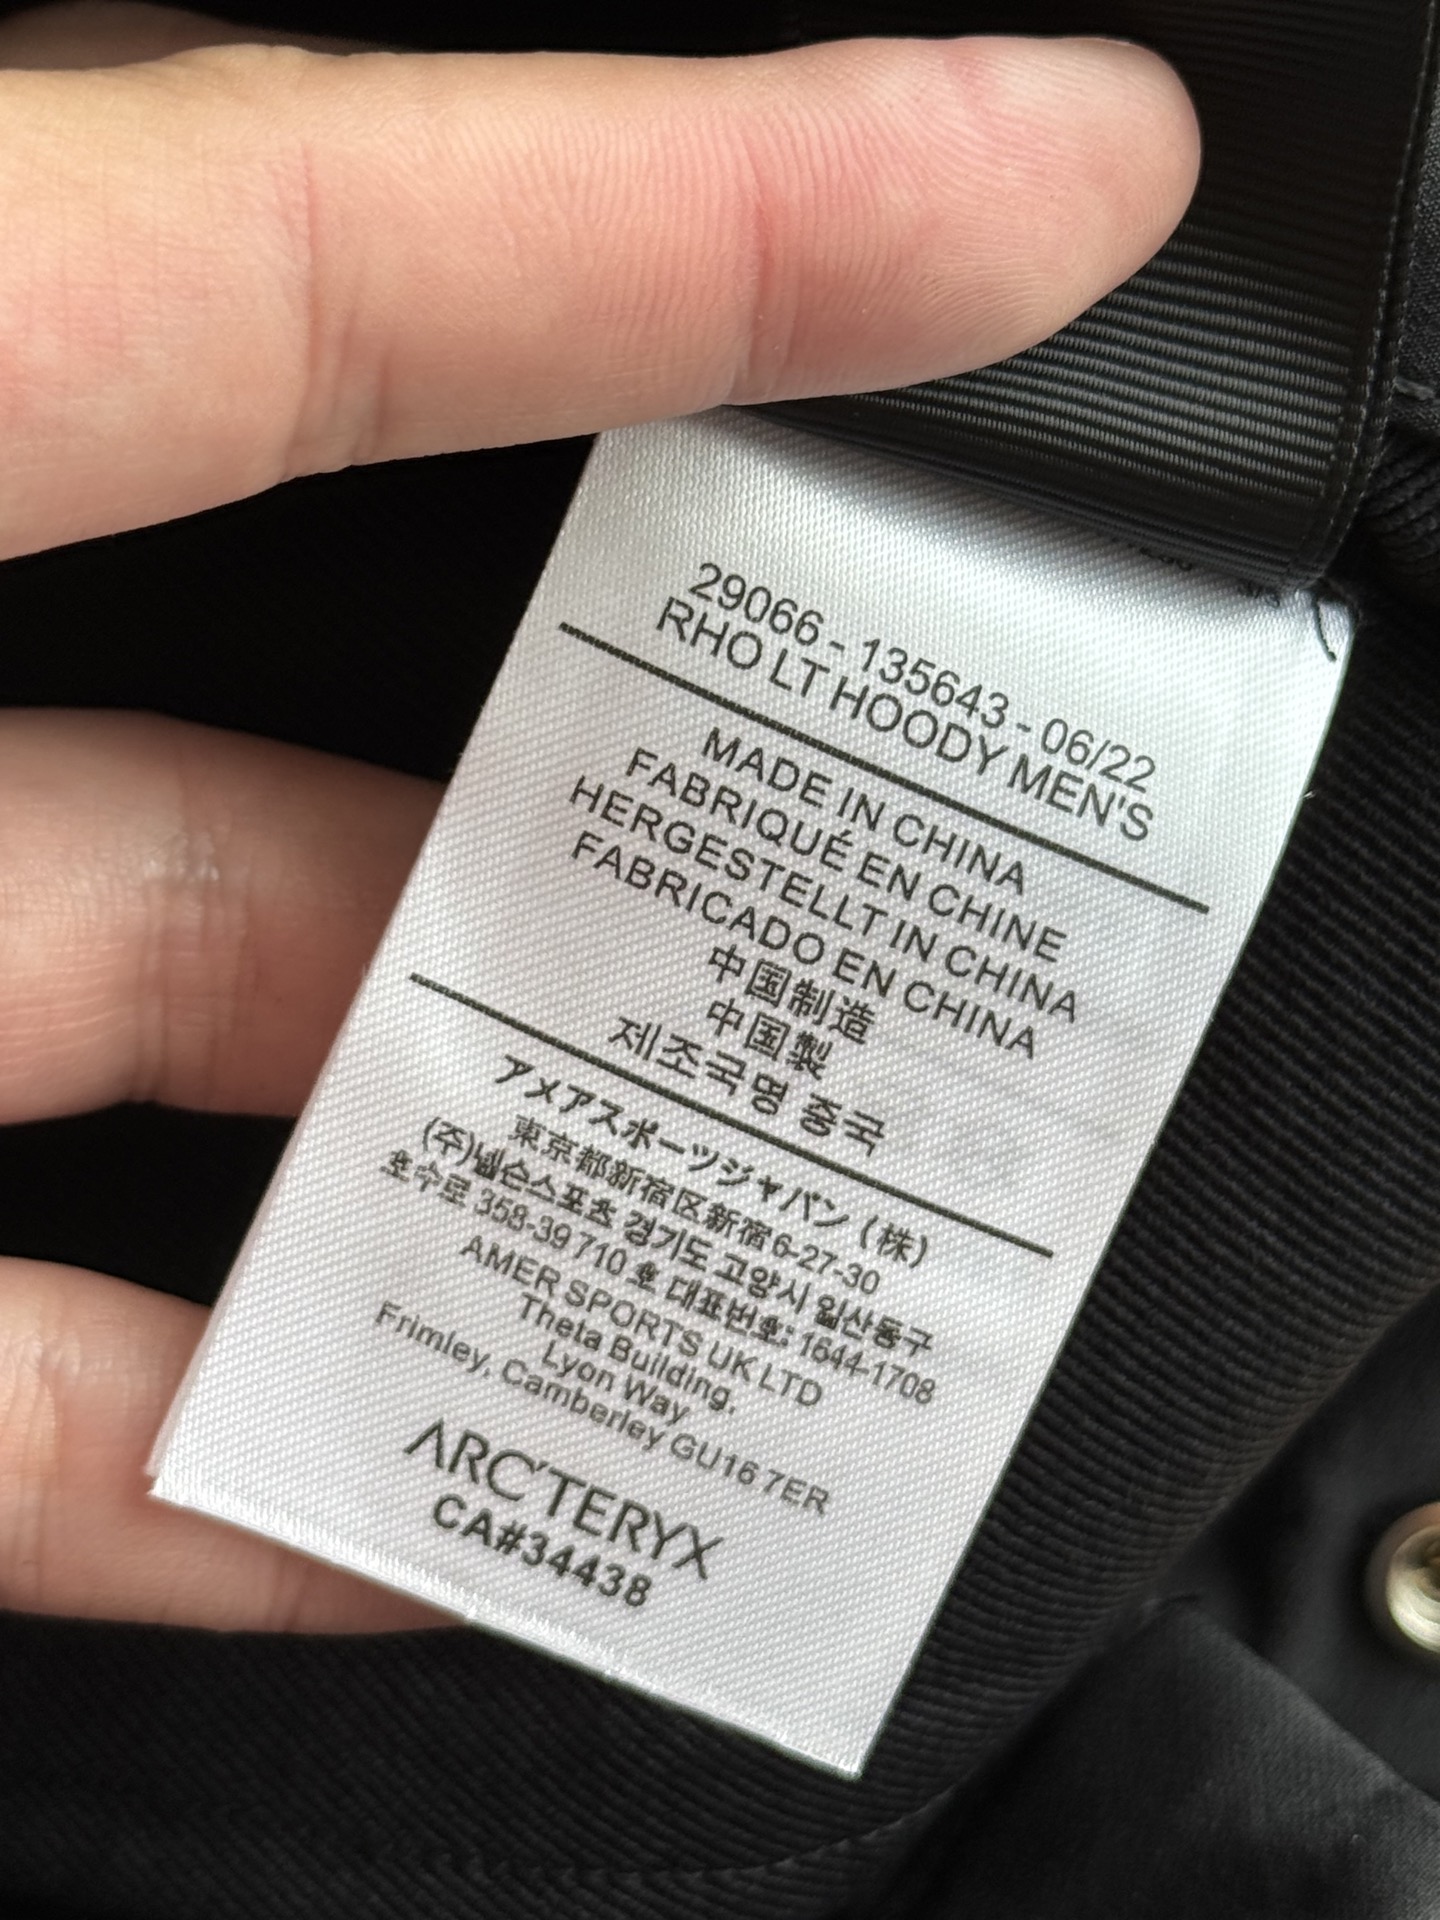 29066 - 135643 - 06/22
RHO LT HOODY MEN'S
MADE IN CHINA
FABRIQUÉ EN CHINE
HERGESTELLT IN CHINA
FABRICADO EN CHINA
中国制造
中国製
제조국명 중국
アメアスポーツジャパン (株)
東京都新宿区新宿6-27-30
(주)넬슨스포츠 경기도 고양시 일산동구
호수로 358-39 710 호 대표번호: 1644-1708
AMER SPORTS UK LTD
Theta Building,
Lyon Way
Frimley, Camberley GU16 7ER
ARC'TERYX
CA#34438